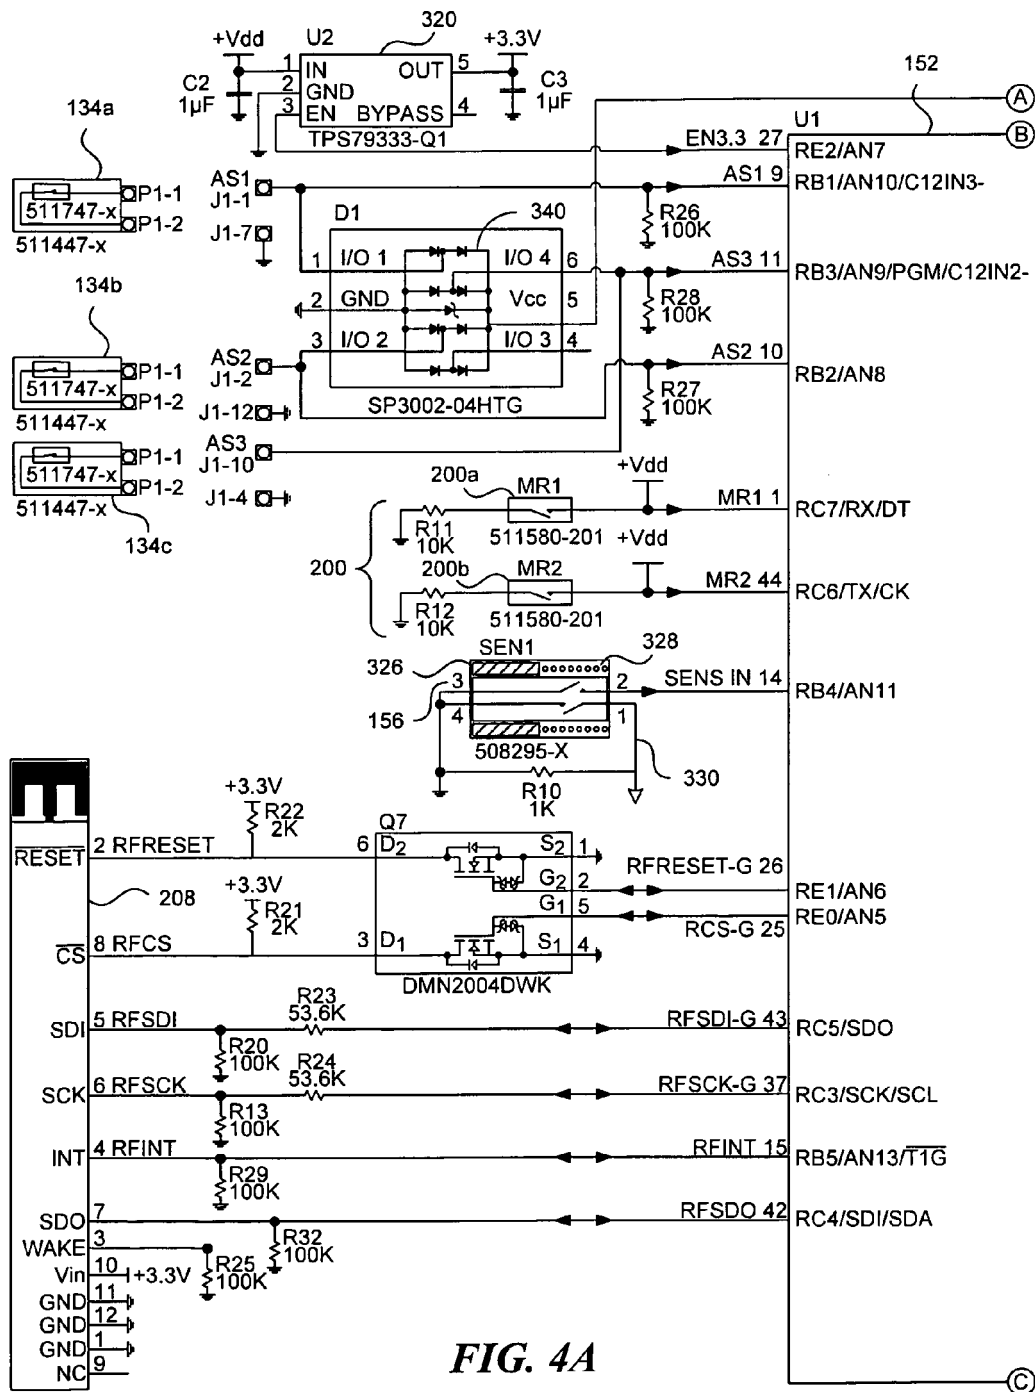 320
+Vdd
U2
+3.3V
1 IN OUT 5
2 GND
3 EN BYPASS 4
C2
1µF
C3
1µF
TPS79333-Q1
152
A
B
U1
EN3.3 27 RE2/AN7
134a
511747-x
511447-x
P1-1
P1-2
AS1
J1-1
J1-7
AS1 9 RB1/AN10/C12IN3-
R26
100K
D1
340
1 I/O 1 I/O 4 6
2 GND Vcc 5
3 I/O 2 I/O 3 4
SP3002-04HTG
AS3 11 RB3/AN9/PGM/C12IN2-
R28
100K
134b
511747-x
511447-x
P1-1
P1-2
AS2
J1-2
J1-12
AS2 10 RB2/AN8
R27
100K
AS3
J1-10
J1-4
511747-x
511447-x
P1-1
P1-2
134c
200a
MR1
+Vdd
R11
10K
511580-201
MR1 1 RC7/RX/DT
200
200b
MR2
+Vdd
R12
10K
511580-201
MR2 44 RC6/TX/CK
SEN1
326
328
3 2
4 1
156
SENS IN 14 RB4/AN11
508295-X
330
R10
1K
+3.3V
R22
2K
Q7
RESET 2 RFRESET
6 D2 S2 1
G2 2
RFRESET-G 26 RE1/AN6
208
+3.3V
R21
2K
G1 5
RCS-G 25 RE0/AN5
CS 8 RFCS
3 D1 S1 4
DMN2004DWK
SDI 5 RFSDI
R23
53.6K
RFSDI-G 43 RC5/SDO
R20
100K
SCK 6 RFSCK
R24
53.6K
RFSCK-G 37 RC3/SCK/SCL
R13
100K
INT 4 RFINT
RFINT 15 RB5/AN13/T1G
R29
100K
SDO 7
RFSDO 42 RC4/SDI/SDA
R32
100K
WAKE 3
R25
100K
Vin 10 +3.3V
GND 11
GND 12
GND 1
NC 9
FIG. 4A
C